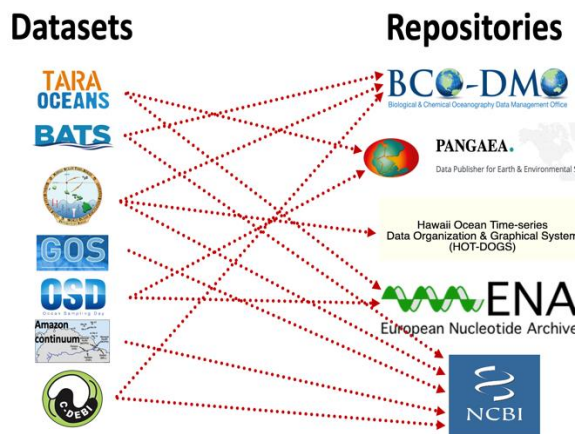 Datasets
Repositories
TARA
OCEANS
BATS
GOS
OSD
Ocean Sampling Day
Amazon
continuum
C-DEBI
BCO-DMO
Biological & Chemical Oceanography Data Management Office
PANGAEA.
Data Publisher for Earth & Environmental S
Hawaii Ocean Time-series
Data Organization & Graphical System
(HOT-DOGS)
ENA
European Nucleotide Archive
NCBI